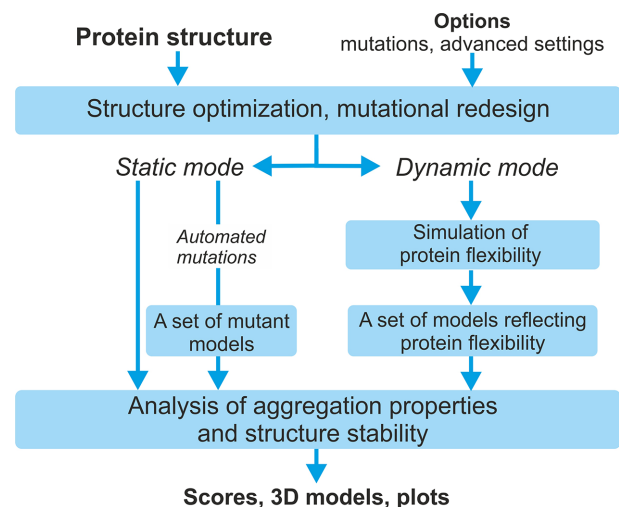 Protein structure
Options
mutations, advanced settings
Structure optimization, mutational redesign
Static mode
Dynamic mode
Automated
mutations
Simulation of
protein flexibility
A set of mutant
models
A set of models reflecting
protein flexibility
Analysis of aggregation properties
and structure stability
Scores, 3D models, plots